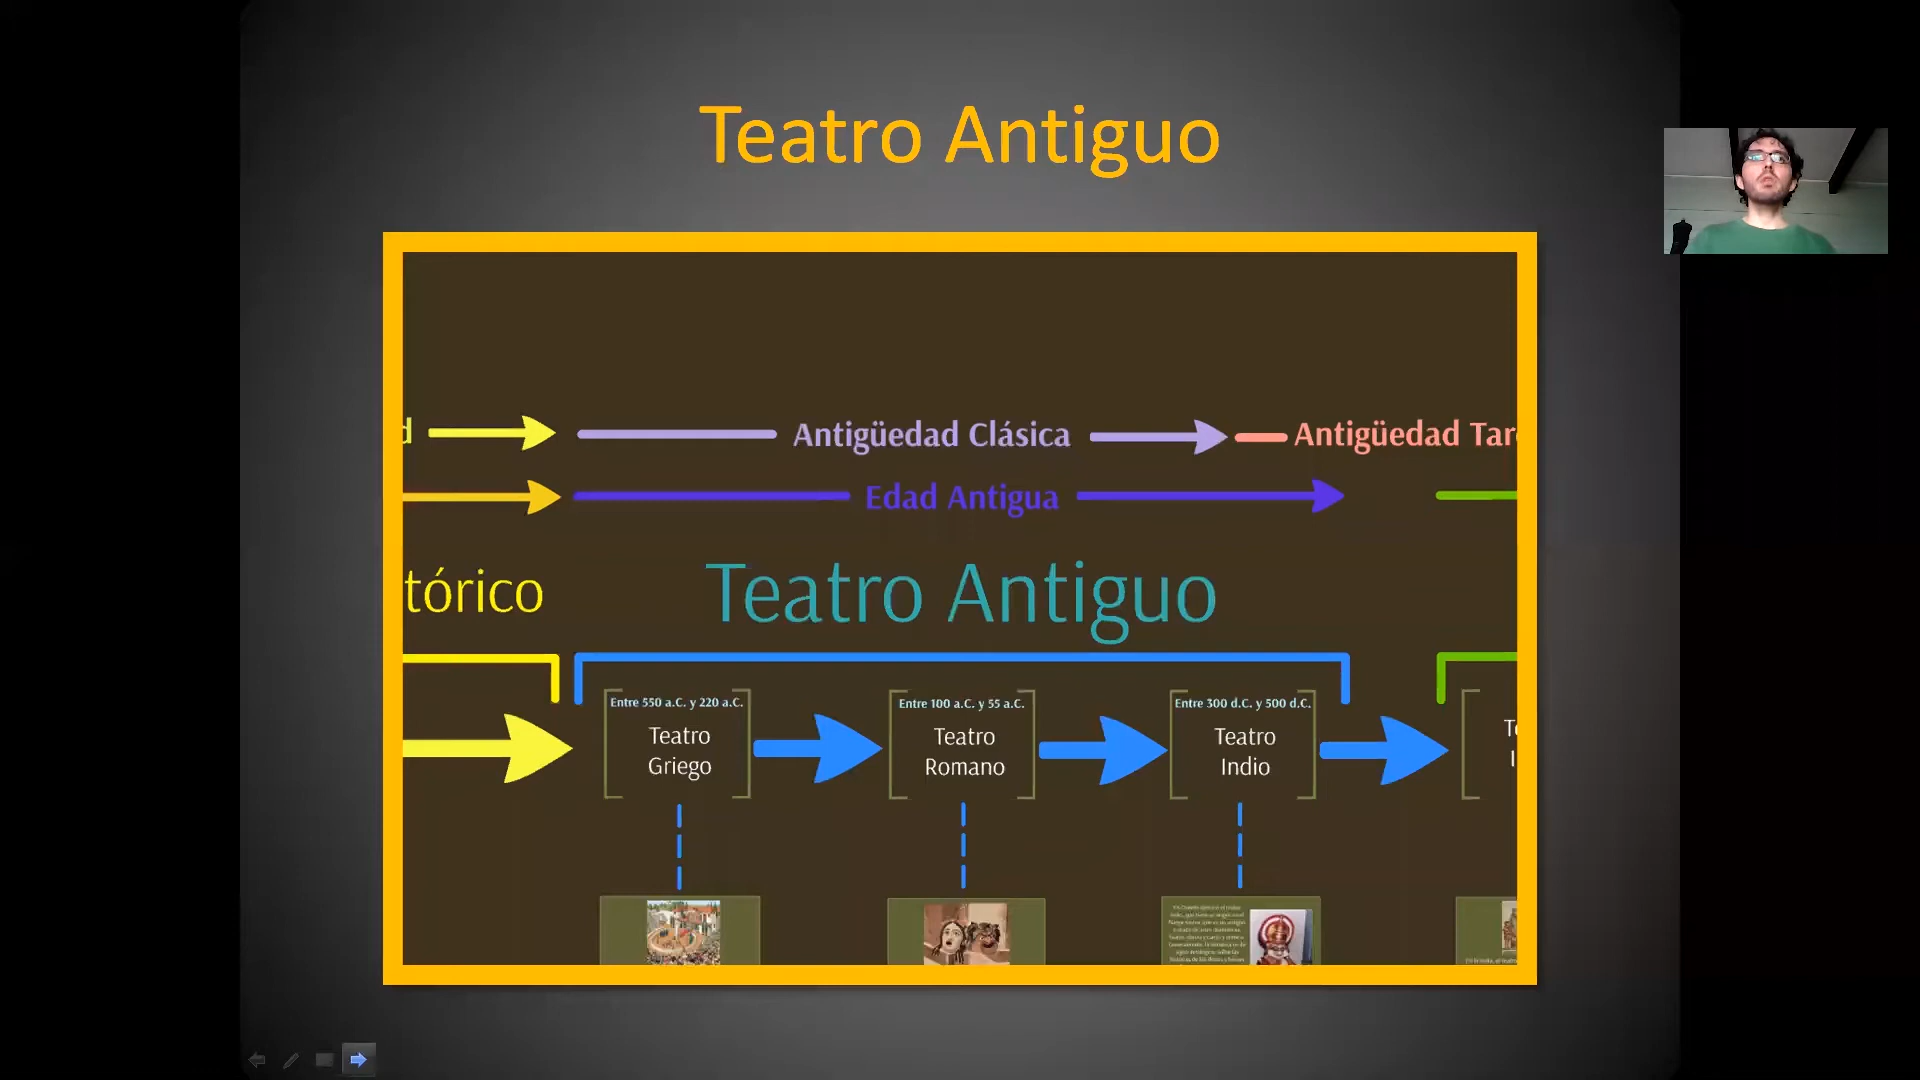 Teatro Antiguo
d
Antigüedad Clásica
Antigüedad Tar
Edad Antigua
tórico
Teatro Antiguo
Entre 550 a.C. y 220 a.C.
Teatro
Griego
Entre 100 a.C. y 55 a.C.
Teatro
Romano
Entre 300 d.C. y 500 d.C.
Teatro
Indio